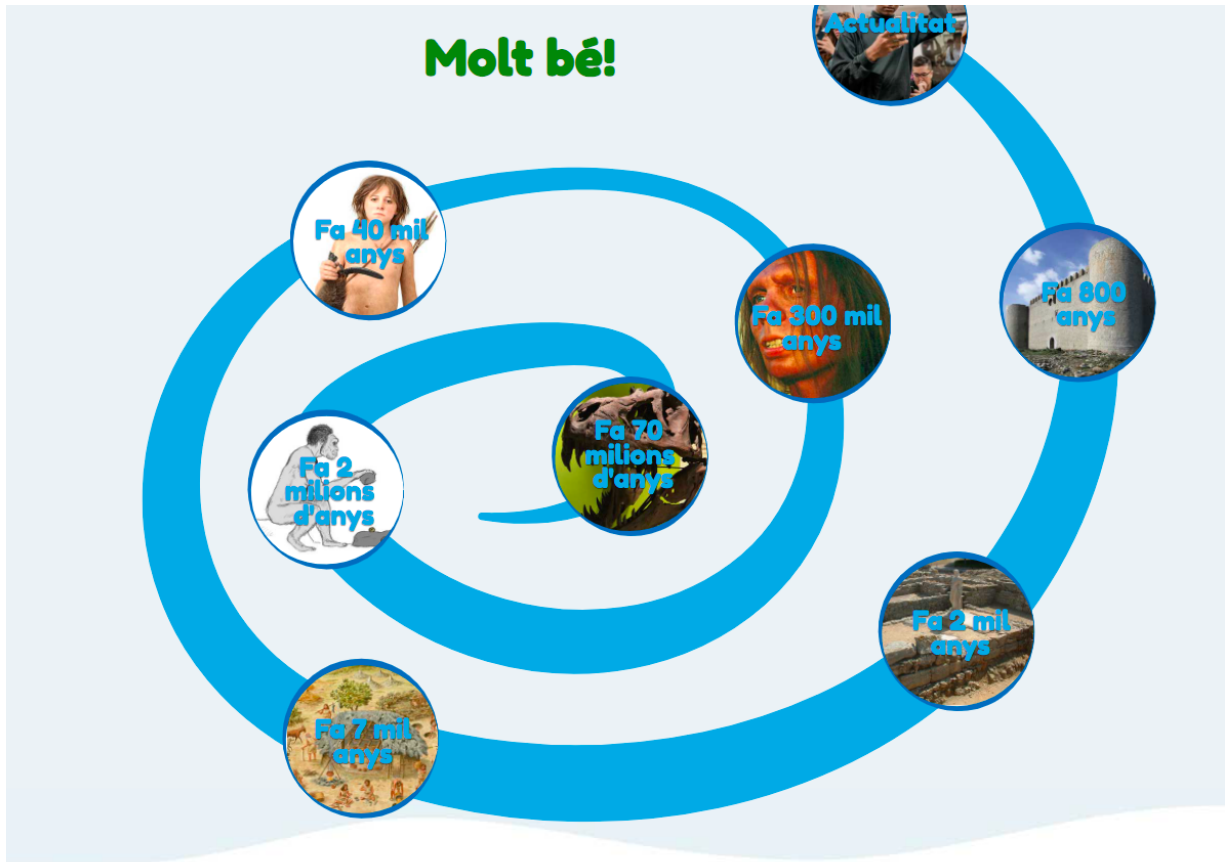 Actualitat
Molt bé!
Fa 40 mil
anys
Fa 300 mil
anys
Fa 800
anys
Fa 70
milions
d'anys
Fa 2
milions
d'anys
Fa 2 mil
anys
Fa 7 mil
anys